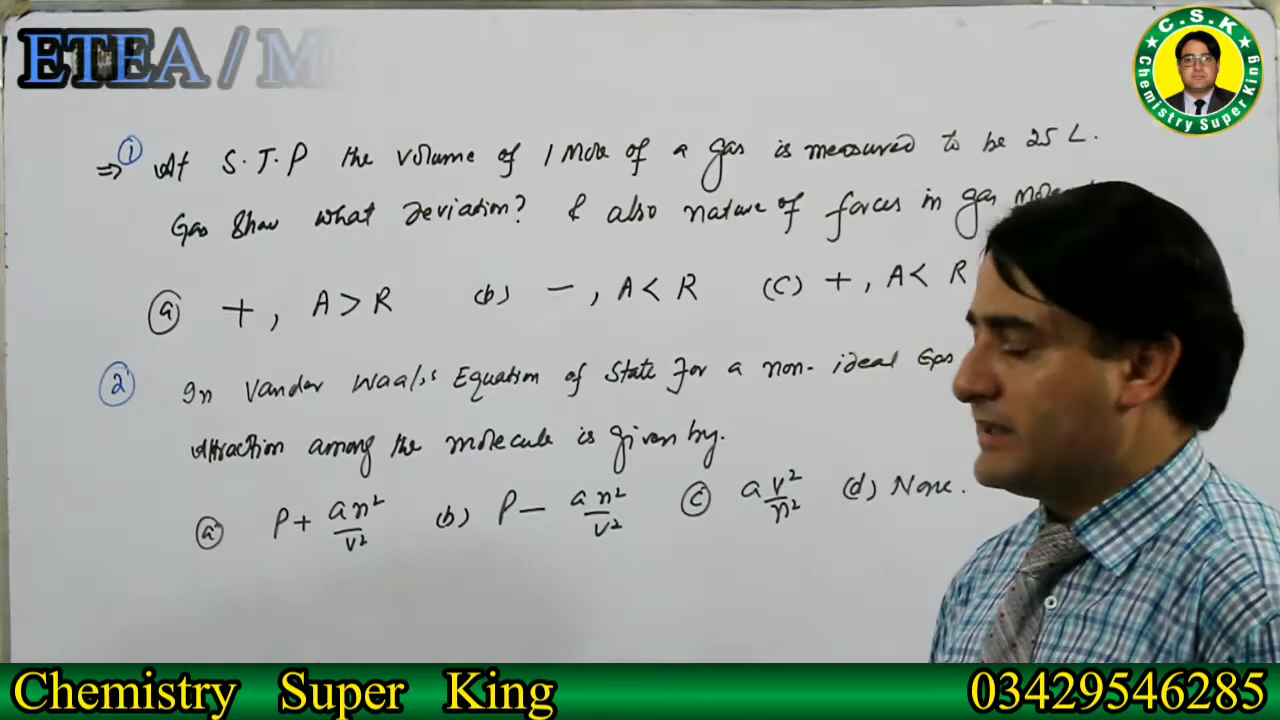 ETEA / M
C.S.K
Chemistry Super King
⇒ ① At S.T.P the volume of 1 Mole of a gas is measured to be 25 L.
Gas Show what Deviation? & also nature of forces in gas
(a) +, A > R (b) −, A < R (c) +, A < R
② In Vander Waal,s Equation of State for a non-ideal Gas
Attraction among the molecule is given by.
(a) P + an²/v² (b) P − an²/v² (c) a v²/n² (d) None.
Chemistry Super King 03429546285